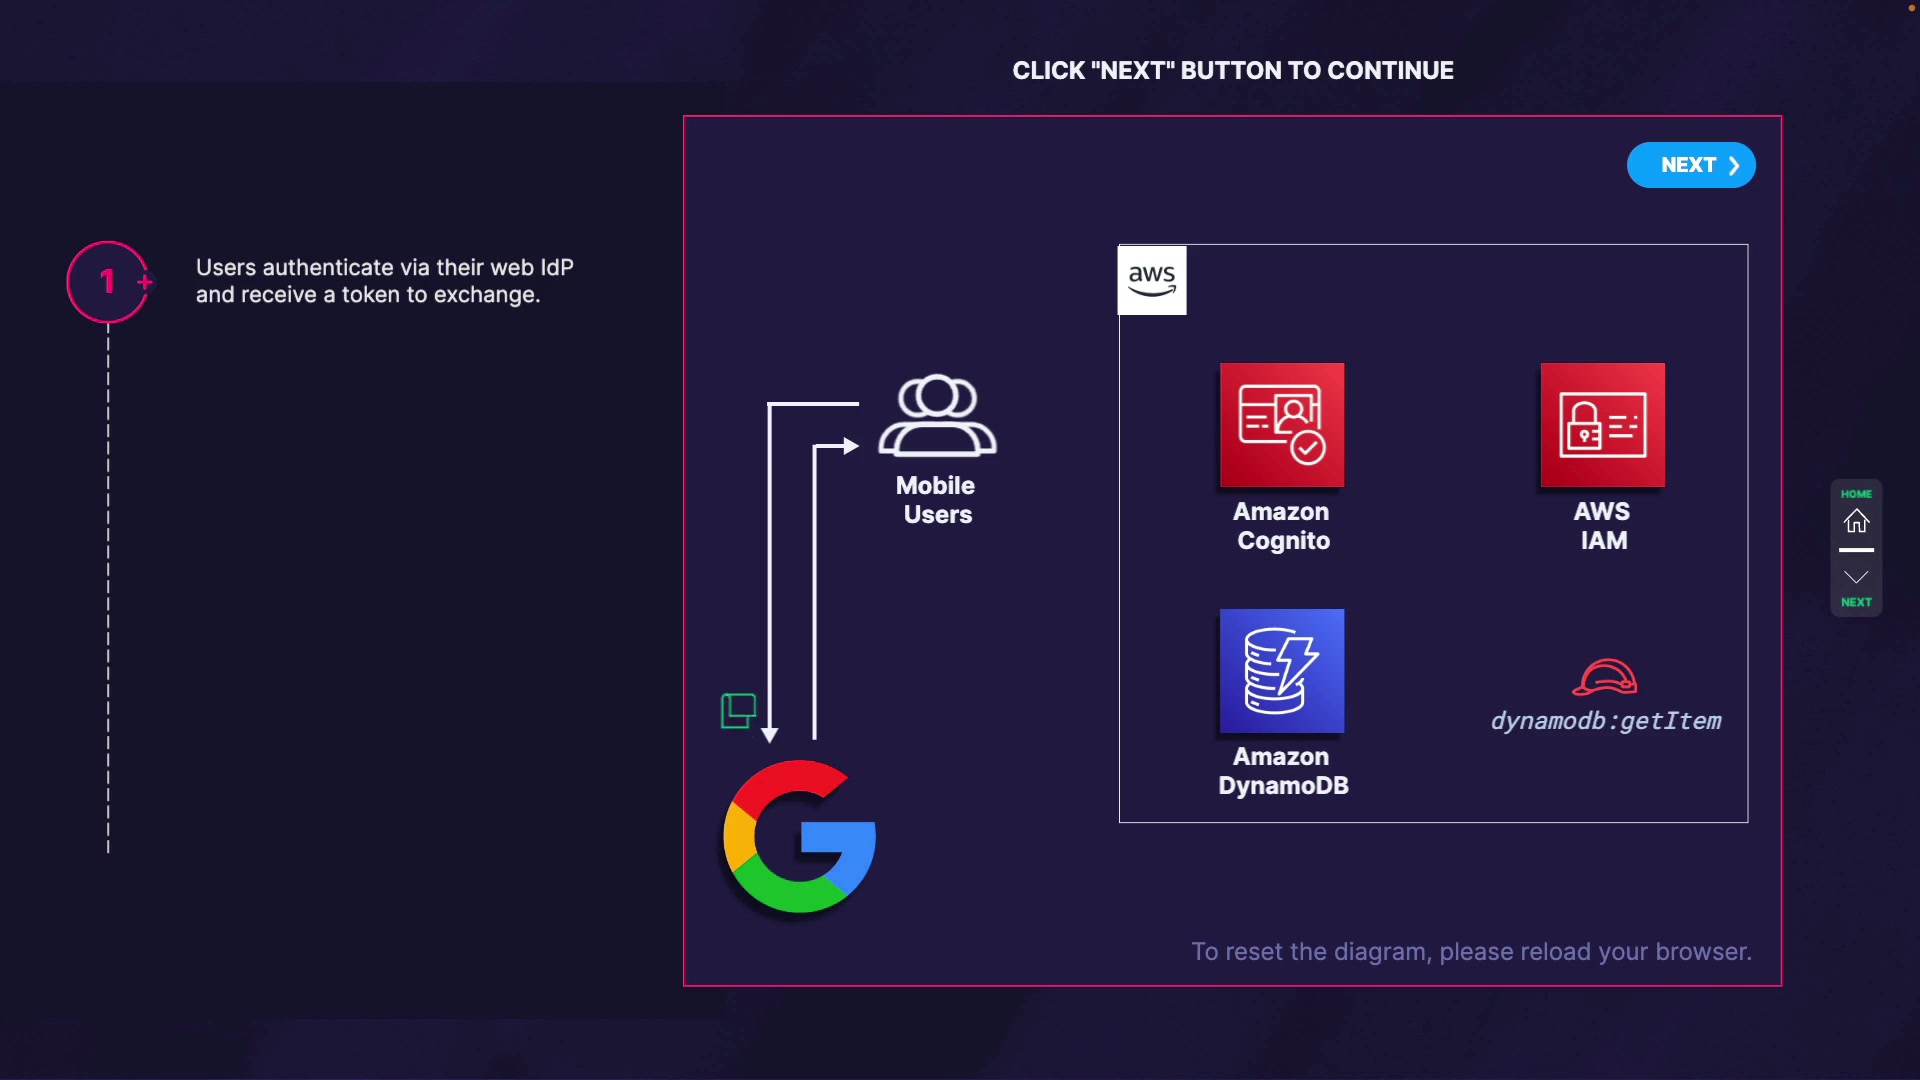 CLICK "NEXT" BUTTON TO CONTINUE
NEXT
1
Users authenticate via their web IdP
and receive a token to exchange.
aws
Mobile
Users
Amazon
Cognito
AWS
IAM
HOME
NEXT
Amazon
DynamoDB
dynamodb:getItem
To reset the diagram, please reload your browser.